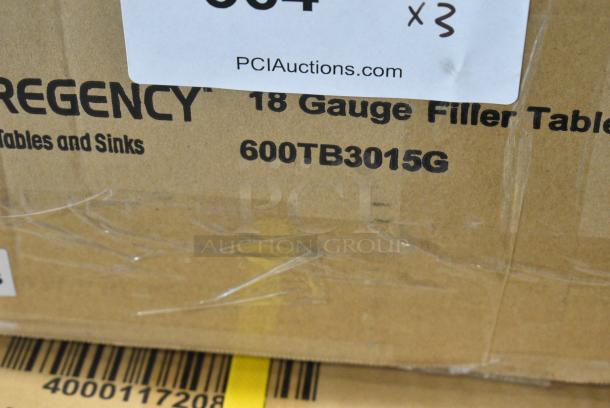 x3
PCIAuctions.com
REGENCY
18 Gauge Filler Table
Tables and Sinks
600TB3015G
PCI
AUCTION GROUP
4000117208